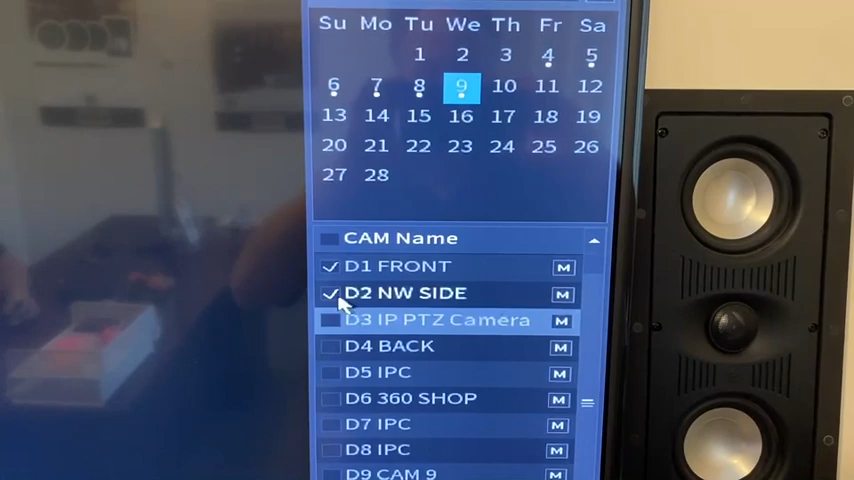 Su Mo Tu We Th Fr Sa
1 2 3 4 5
6 7 8 9 10 11 12
13 14 15 16 17 18 19
20 21 22 23 24 25 26
27 28
CAM Name
D1 FRONT M
D2 NW SIDE M
D3 IP PTZ Camera M
D4 BACK M
D5 IPC M
D6 360 SHOP M
D7 IPC M
D8 IPC M
D9 CAM 9 M